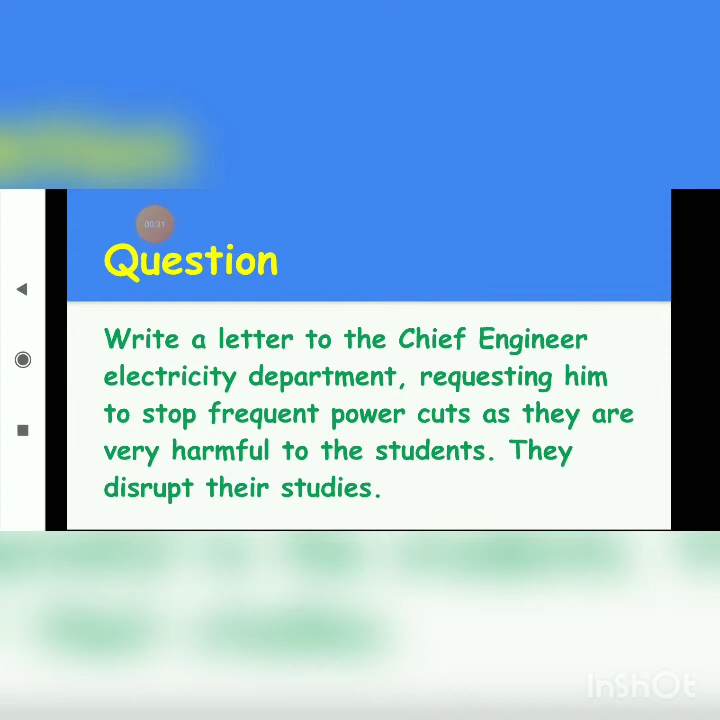 00:31
Question
Write a letter to the Chief Engineer
electricity department, requesting him
to stop frequent power cuts as they are
very harmful to the students. They
disrupt their studies.
InShOt